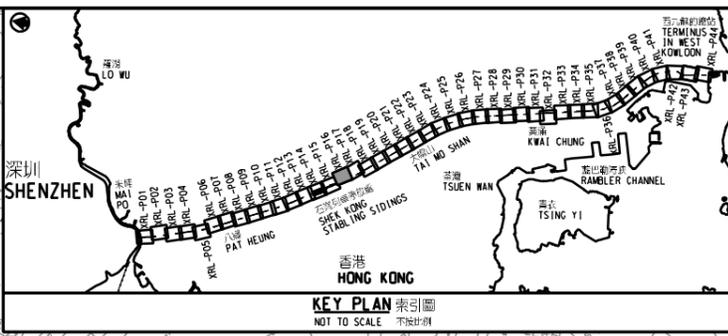 西九龍總站
TERMINUS
IN WEST
KOWLOON
羅湖
LO WU
深圳
SHENZHEN
米埔
MAI
PO
XRL-P01
XRL-P02
XRL-P03
XRL-P04
XRL-P05
XRL-P06
XRL-P07
XRL-P08
XRL-P09
XRL-P10
XRL-P11
XRL-P12
XRL-P13
XRL-P14
XRL-P15
XRL-P16
XRL-P17
XRL-P18
XRL-P19
XRL-P20
XRL-P21
XRL-P22
XRL-P23
XRL-P24
XRL-P25
XRL-P26
XRL-P27
XRL-P28
XRL-P29
XRL-P30
XRL-P31
XRL-P32
XRL-P33
XRL-P34
XRL-P35
XRL-P36
XRL-P37
XRL-P38
XRL-P39
XRL-P40
XRL-P41
XRL-P42
XRL-P43
XRL-P44
八鄉
PAT HEUNG
SHEK KONG
STABLING SIDINGS
大帽山
TAI MO SHAN
葵涌
KWAI CHUNG
荃灣
TSUEN WAN
藍巴勒海峽
RAMBLER CHANNEL
青衣
TSING YI
香港
HONG KONG
KEY PLAN 索引圖
NOT TO SCALE 不按比例